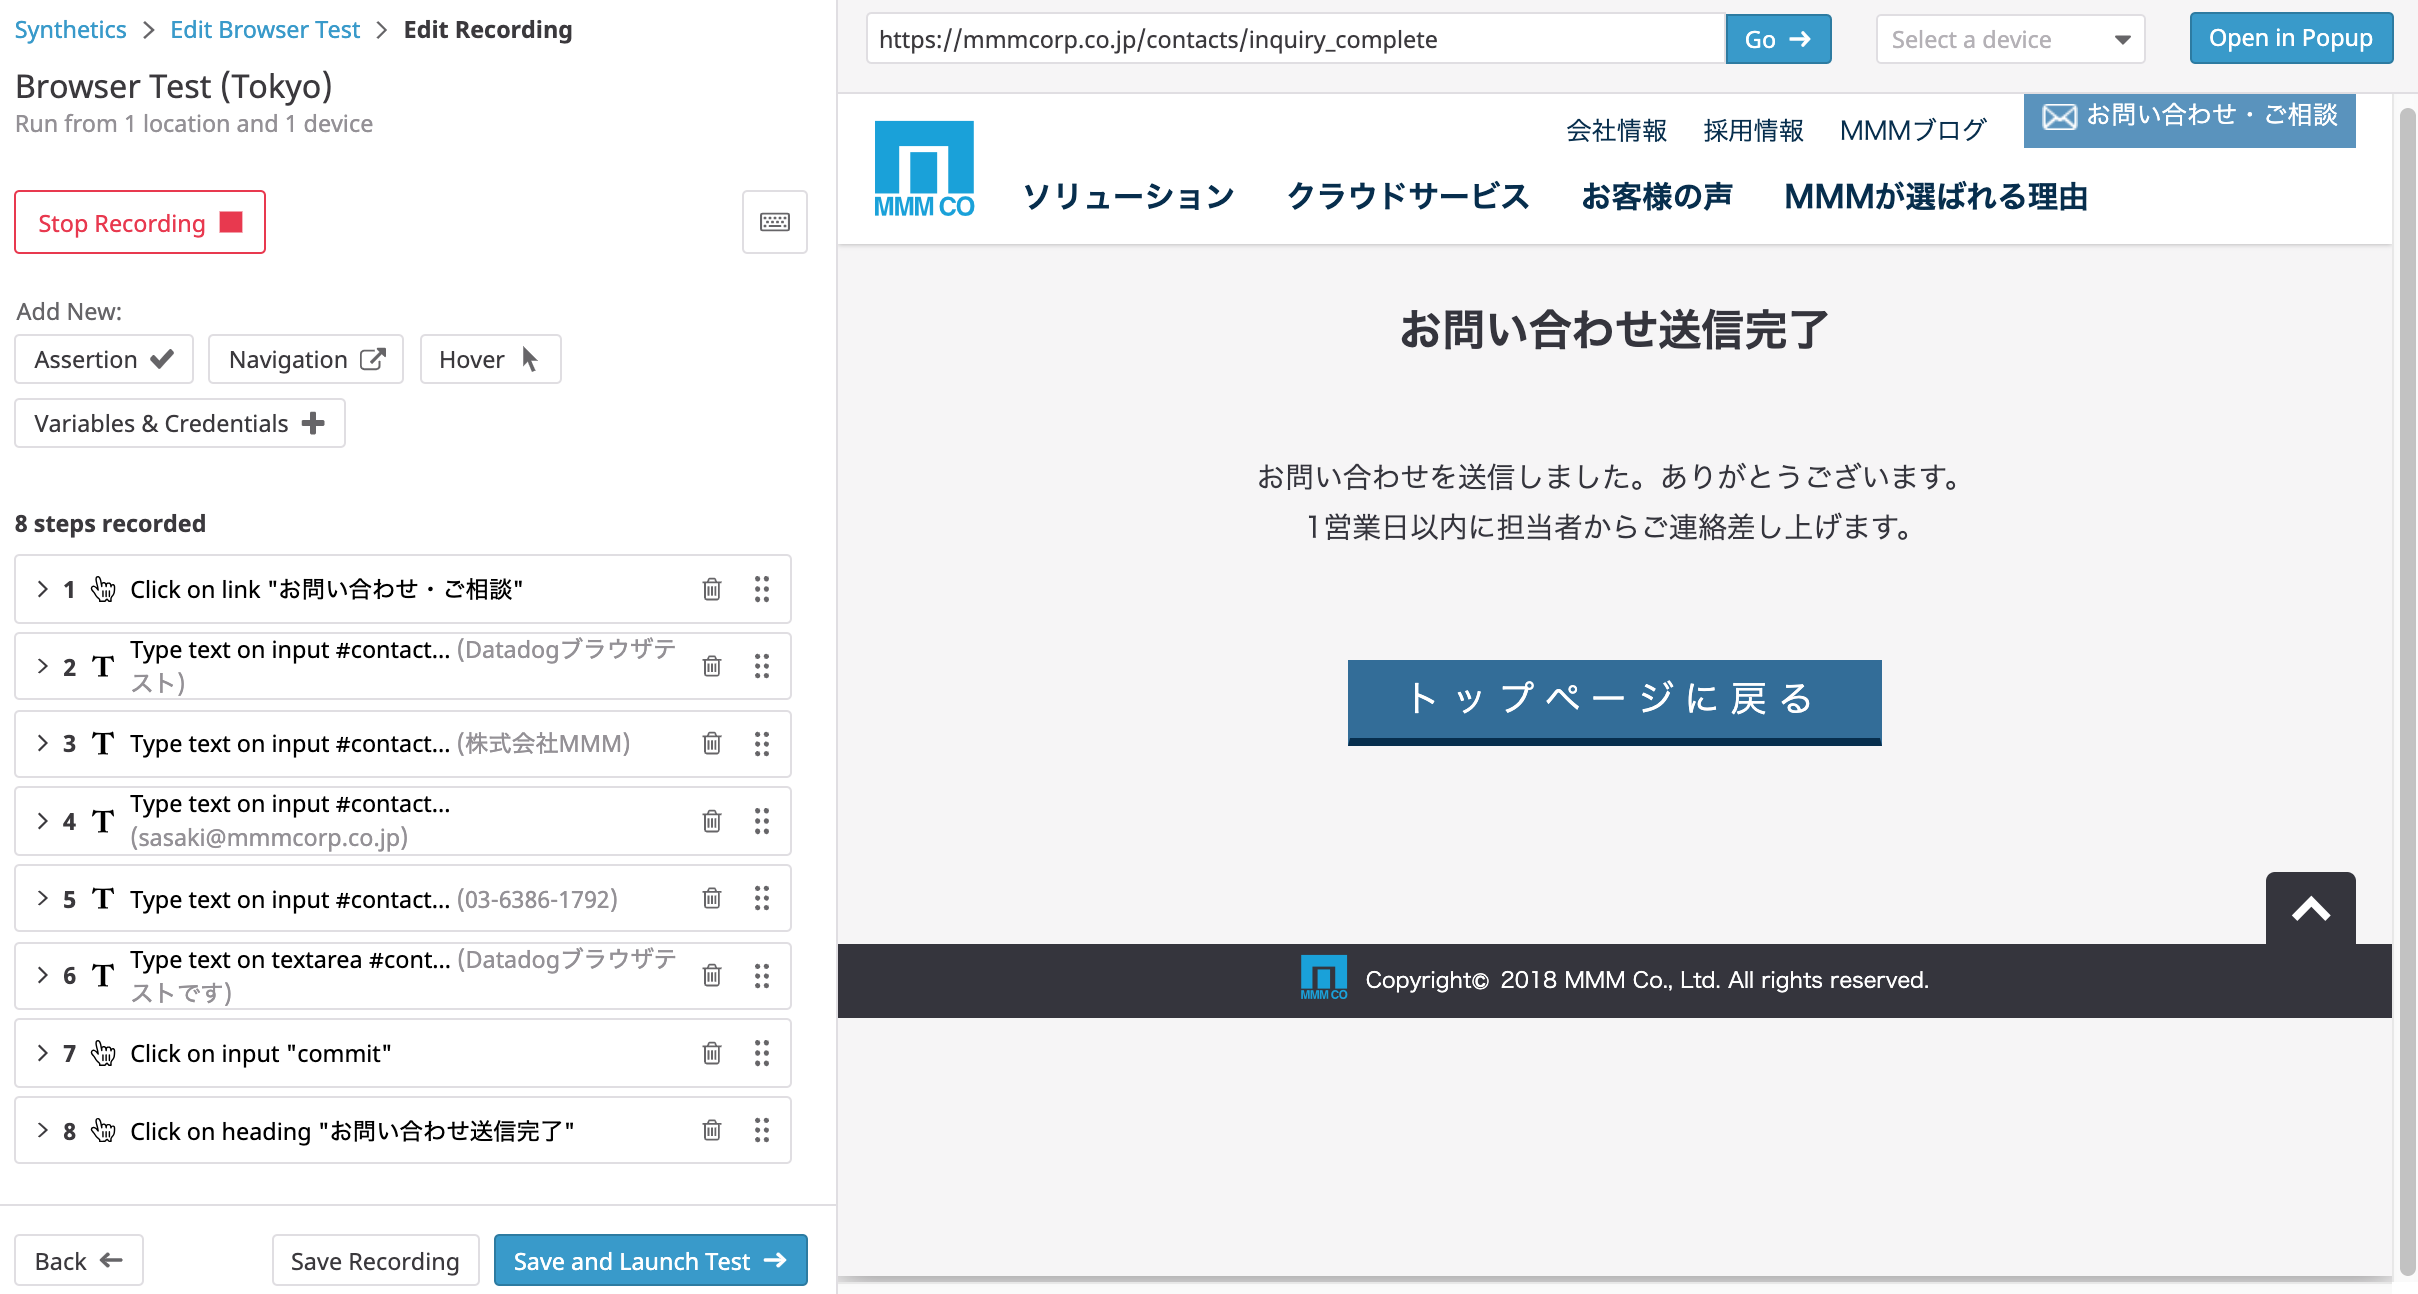 Synthetics > Edit Browser Test > Edit Recording
Browser Test (Tokyo)
Run from 1 location and 1 device
Stop Recording
Add New:
Assertion
Navigation
Hover
Variables & Credentials
8 steps recorded
1 Click on link "お問い合わせ・ご相談"
2 T Type text on input #contact... (Datadogブラウザテ
スト)
3 T Type text on input #contact... (株式会社MMM)
4 T Type text on input #contact...
(sasaki@mmmcorp.co.jp)
5 T Type text on input #contact... (03-6386-1792)
6 T Type text on textarea #cont... (Datadogブラウザテ
ストです)
7 Click on input "commit"
8 Click on heading "お問い合わせ送信完了"
Back
Save Recording
Save and Launch Test
https://mmmcorp.co.jp/contacts/inquiry_complete
Go
Select a device
Open in Popup
MMM CO
会社情報
採用情報
MMMブログ
お問い合わせ・ご相談
ソリューション
クラウドサービス
お客様の声
MMMが選ばれる理由
お問い合わせ送信完了
お問い合わせを送信しました。ありがとうございます。
1営業日以内に担当者からご連絡差し上げます。
トップページに戻る
MMM CO
Copyright© 2018 MMM Co., Ltd. All rights reserved.